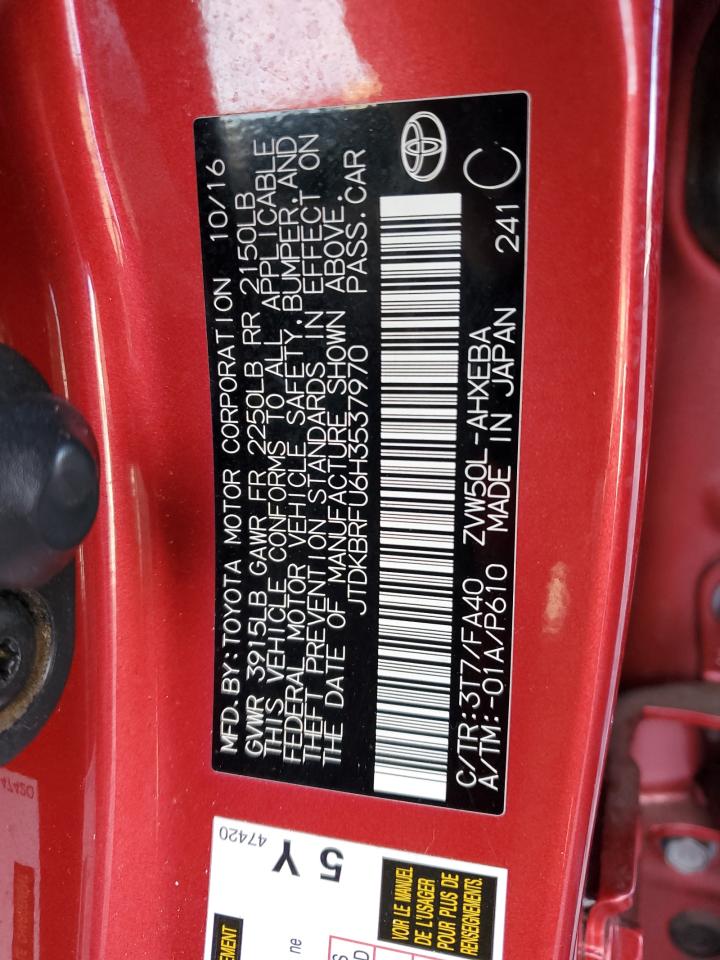 MFD. BY: TOYOTA MOTOR CORPORATION 10/16
GVWR 3915LB GAWR FR 2250LB RR 2150LB
THIS VEHICLE CONFORMS TO ALL APPLICABLE
FEDERAL MOTOR VEHICLE SAFETY, BUMPER, AND
THEFT PREVENTION STANDARDS IN EFFECT ON
THE DATE OF MANUFACTURE SHOWN ABOVE.
JTDKBRFU6H3537970 PASS. CAR
C/TR: 3T7/FA40 ZVW50L-AHXEBA
A/TM: -01A/P610 MADE IN JAPAN 241 C
47420
5 Y
VOIR LE MANUEL
DE L'USAGER
POUR PLUS DE
RENSEIGNEMENTS.